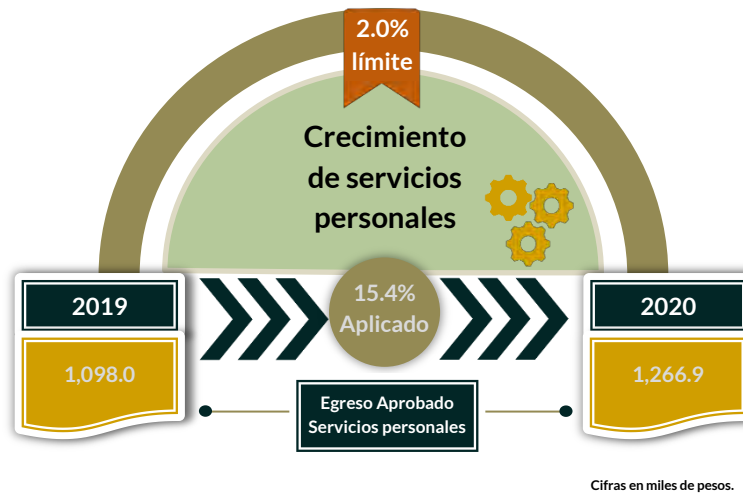 2.0%
límite
Crecimiento
de servicios
personales
2019
15.4%
Aplicado
2020
1,098.0
1,266.9
Egreso Aprobado
Servicios personales
Cifras en miles de pesos.